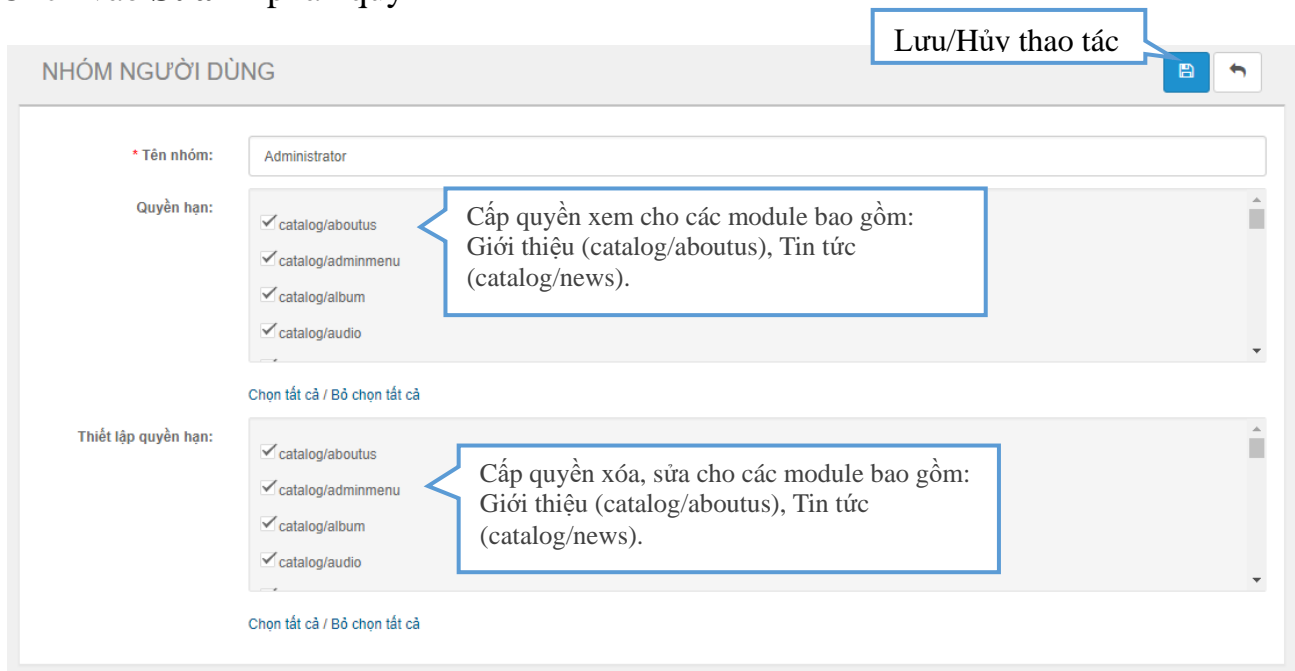 Lưu/Hủy thao tác
NHÓM NGƯỜI DÙNG
* Tên nhóm:
Administrator
Quyền hạn:
catalog/aboutus
catalog/adminmenu
catalog/album
catalog/audio
Cấp quyền xem cho các module bao gồm:
Giới thiệu (catalog/aboutus), Tin tức
(catalog/news).
Chọn tất cả / Bỏ chọn tất cả
Thiết lập quyền hạn:
catalog/aboutus
catalog/adminmenu
catalog/album
catalog/audio
Cấp quyền xóa, sửa cho các module bao gồm:
Giới thiệu (catalog/aboutus), Tin tức
(catalog/news).
Chọn tất cả / Bỏ chọn tất cả